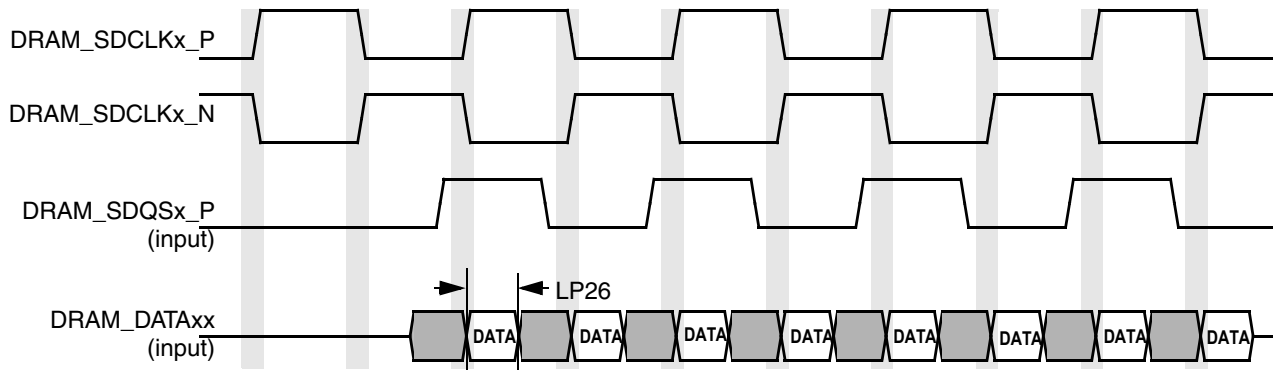 DRAM_SDCLKx_P
DRAM_SDCLKx_N
DRAM_SDQSx_P
(input)
LP26
DRAM_DATAxx
(input)
DATA DATA DATA DATA DATA DATA DATA DATA